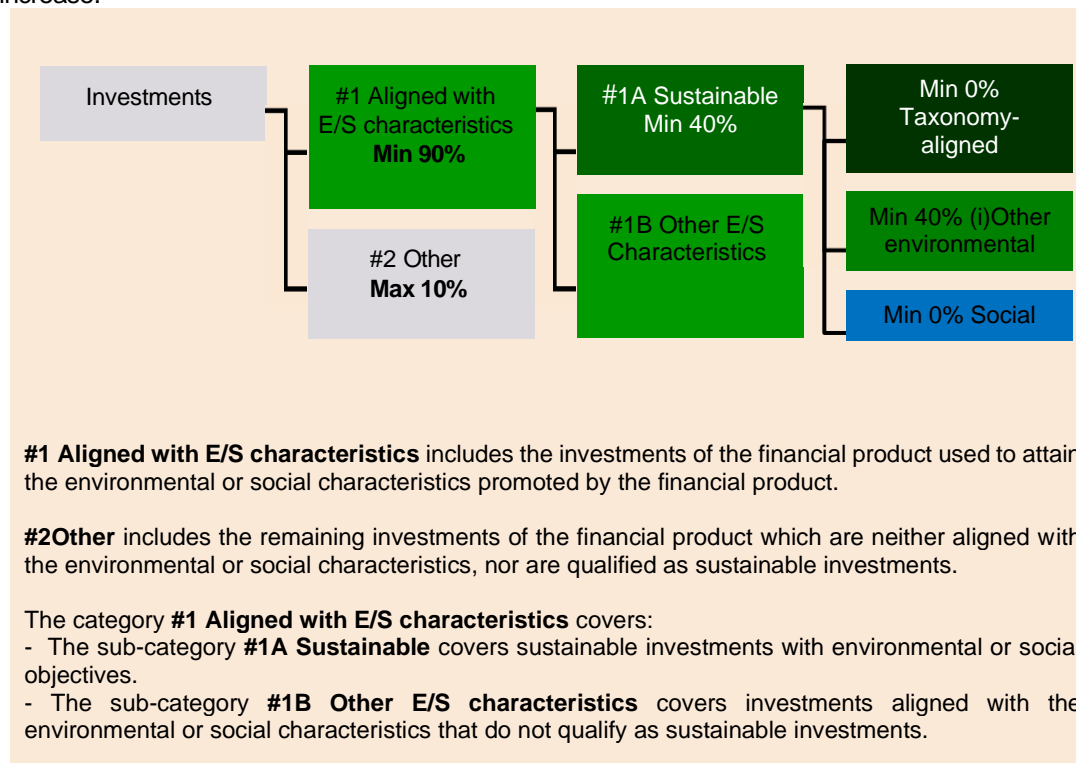 increase.
Investments
#1 Aligned with
E/S characteristics
Min 90%
#2 Other
Max 10%
#1A Sustainable
Min 40%
#1B Other E/S
Characteristics
Min 0%
Taxonomy-
aligned
Min 40% (i)Other
environmental
Min 0% Social
#1 Aligned with E/S characteristics includes the investments of the financial product used to attain
the environmental or social characteristics promoted by the financial product.
#2Other includes the remaining investments of the financial product which are neither aligned with
the environmental or social characteristics, nor are qualified as sustainable investments.
The category #1 Aligned with E/S characteristics covers:
- The sub-category #1A Sustainable covers sustainable investments with environmental or social
objectives.
- The sub-category #1B Other E/S characteristics covers investments aligned with the
environmental or social characteristics that do not qualify as sustainable investments.